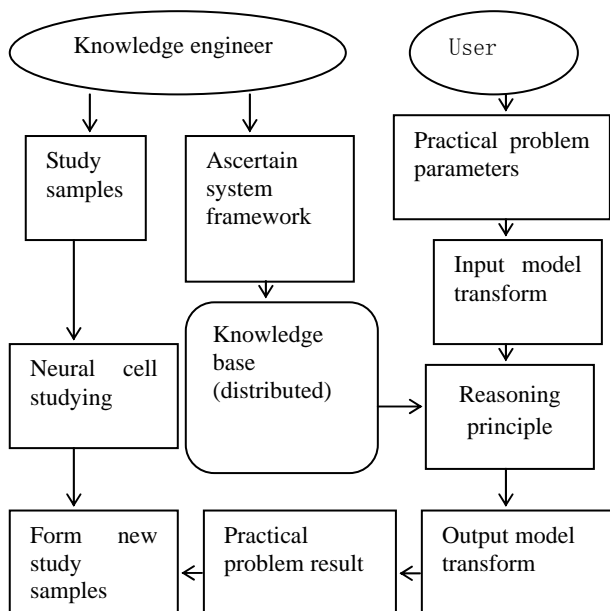 Knowledge engineer
User
Study
samples
Ascertain
system
framework
Practical problem
parameters
Input model
transform
Knowledge
base
(distributed)
Neural cell
studying
Reasoning
principle
Form new
study
samples
Practical
problem result
Output model
transform